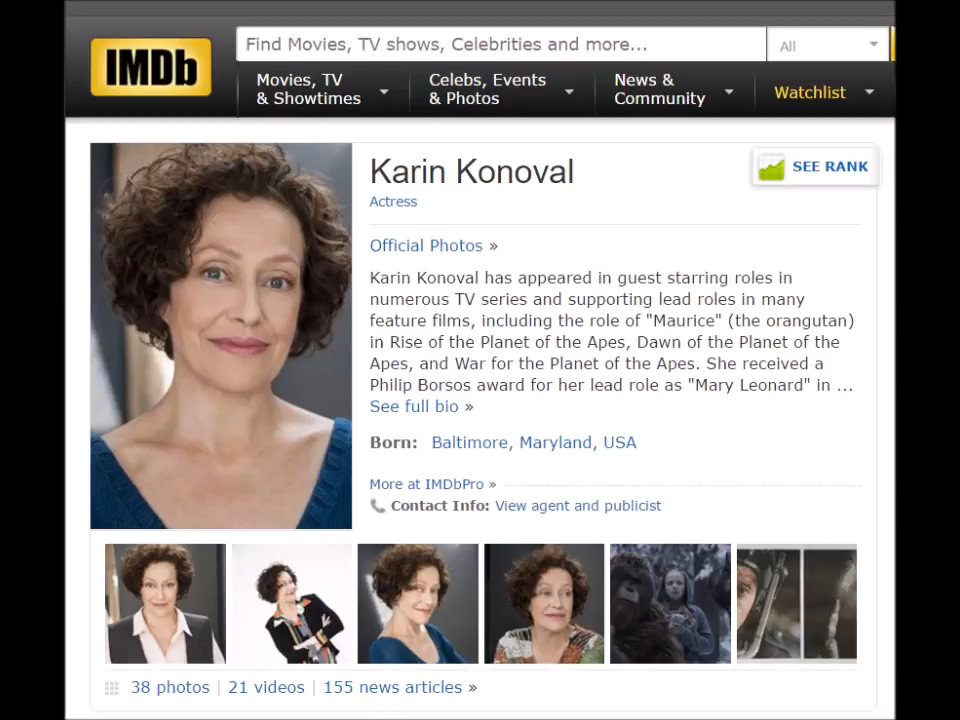 IMDb
Find Movies, TV shows, Celebrities and more...
All
Movies, TV
& Showtimes
Celebs, Events
& Photos
News &
Community
Watchlist
Karin Konoval
SEE RANK
Actress
Official Photos »
Karin Konoval has appeared in guest starring roles in
numerous TV series and supporting lead roles in many
feature films, including the role of "Maurice" (the orangutan)
in Rise of the Planet of the Apes, Dawn of the Planet of the
Apes, and War for the Planet of the Apes. She received a
Philip Borsos award for her lead role as "Mary Leonard" in ...
See full bio »
Born: Baltimore, Maryland, USA
More at IMDbPro »
Contact Info: View agent and publicist
38 photos | 21 videos | 155 news articles »